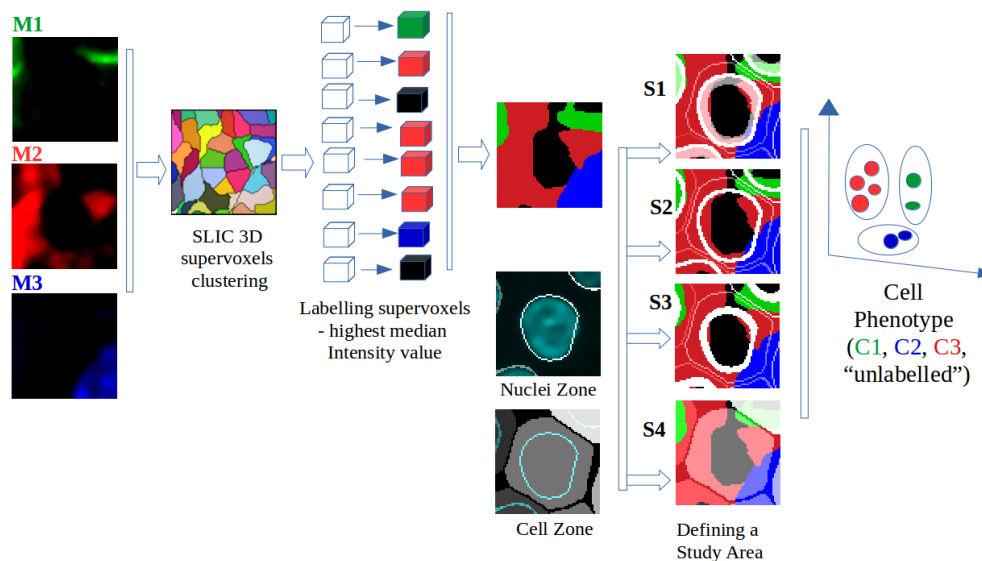 M1
M2
M3
SLIC 3D
supervoxels
clustering
Labelling supervoxels
- highest median
Intensity value
Nuclei Zone
Cell Zone
S1
S2
S3
S4
Defining a
Study Area
Cell
Phenotype
(C1, C2, C3,
“unlabelled”)